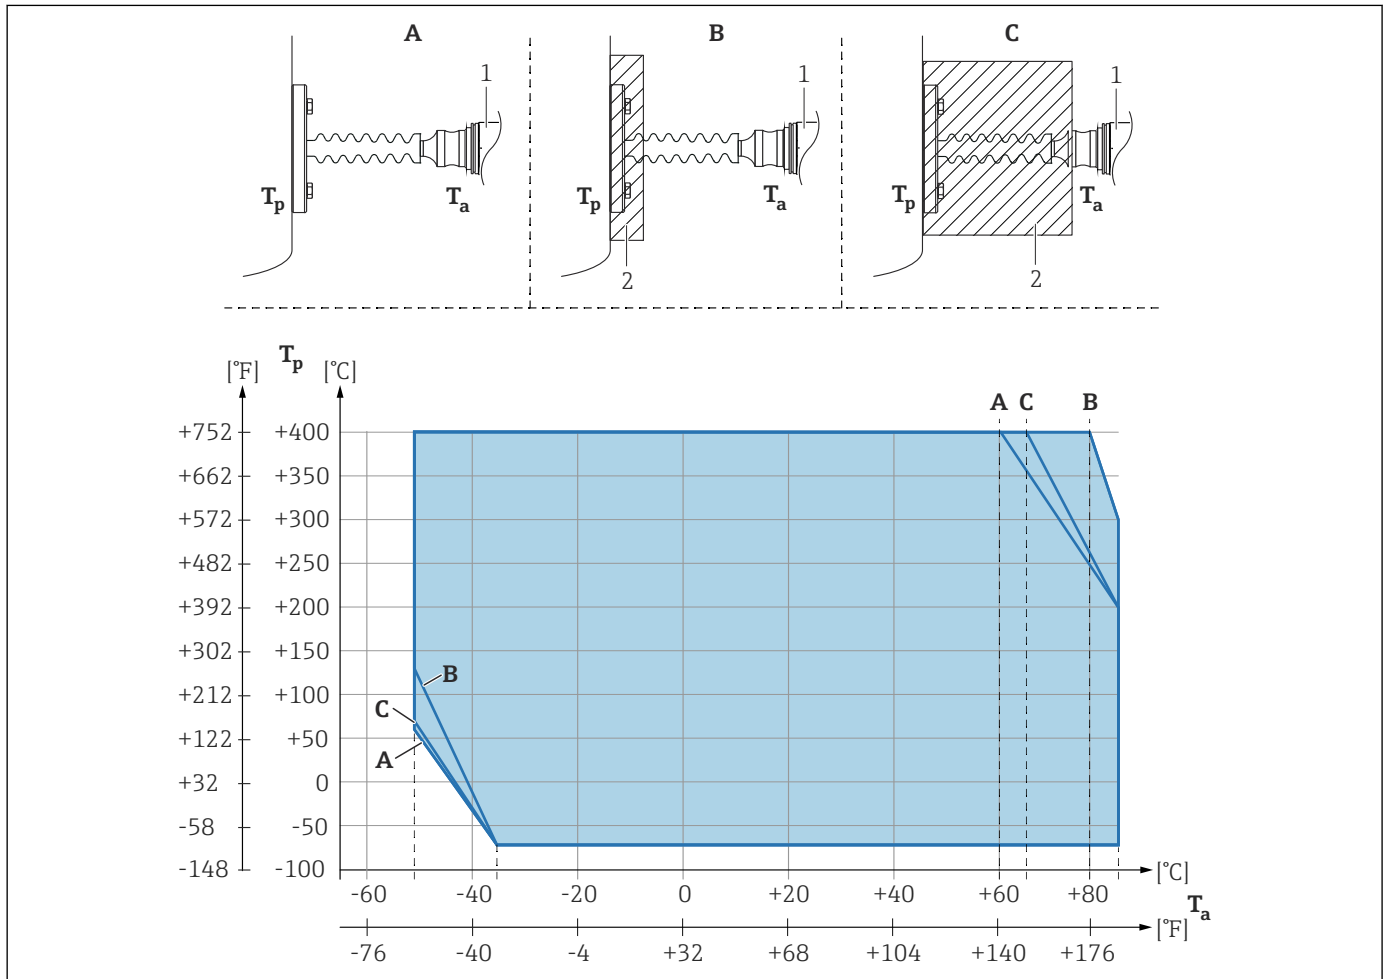 A B C
1 1 1
Tp Ta Tp Ta Tp Ta
2 2
Tp
[°F] [°C]
A C B
+752 +400
+662 +350
+572 +300
+482 +250
+392 +200
+302 +150
B
+212 +100
C
+122 +50
A
+32 0
-58 -50
-148 -100
[°C]
-60 -40 -20 0 +20 +40 +60 +80
Ta
[°F]
-76 -40 -4 +32 +68 +104 +140 +176